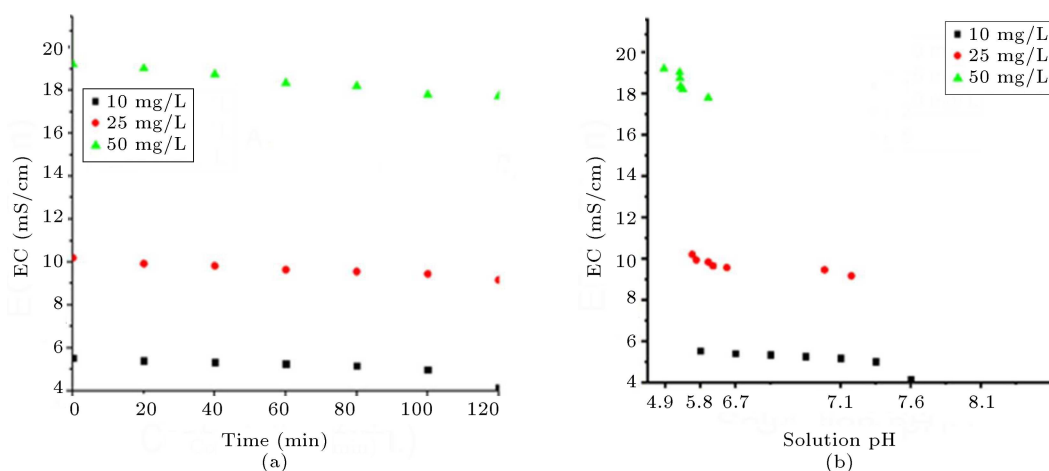 20
18
16
14
12
10
8
6
4
EC (mS/cm)
10 mg/L
25 mg/L
50 mg/L
0 20 40 60 80 100 120
Time (min)
(a)
20
18
16
14
12
10
8
6
4
EC (mS/cm)
10 mg/L
25 mg/L
50 mg/L
4.9 5.8 6.7 7.1 7.6 8.1
Solution pH
(b)